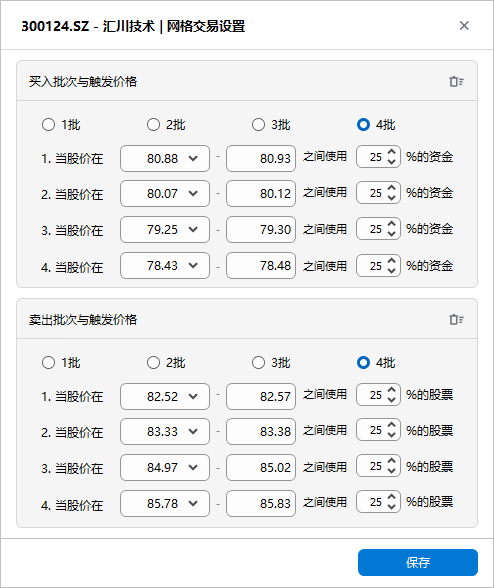 300124.SZ - 汇川技术 | 网格交易设置
买入批次与触发价格
1批 2批 3批 4批
1. 当股价在 80.88 - 80.93 之间使用 25 %的资金
2. 当股价在 80.07 - 80.12 之间使用 25 %的资金
3. 当股价在 79.25 - 79.30 之间使用 25 %的资金
4. 当股价在 78.43 - 78.48 之间使用 25 %的资金
卖出批次与触发价格
1批 2批 3批 4批
1. 当股价在 82.52 - 82.57 之间使用 25 %的股票
2. 当股价在 83.33 - 83.38 之间使用 25 %的股票
3. 当股价在 84.97 - 85.02 之间使用 25 %的股票
4. 当股价在 85.78 - 85.83 之间使用 25 %的股票
保存